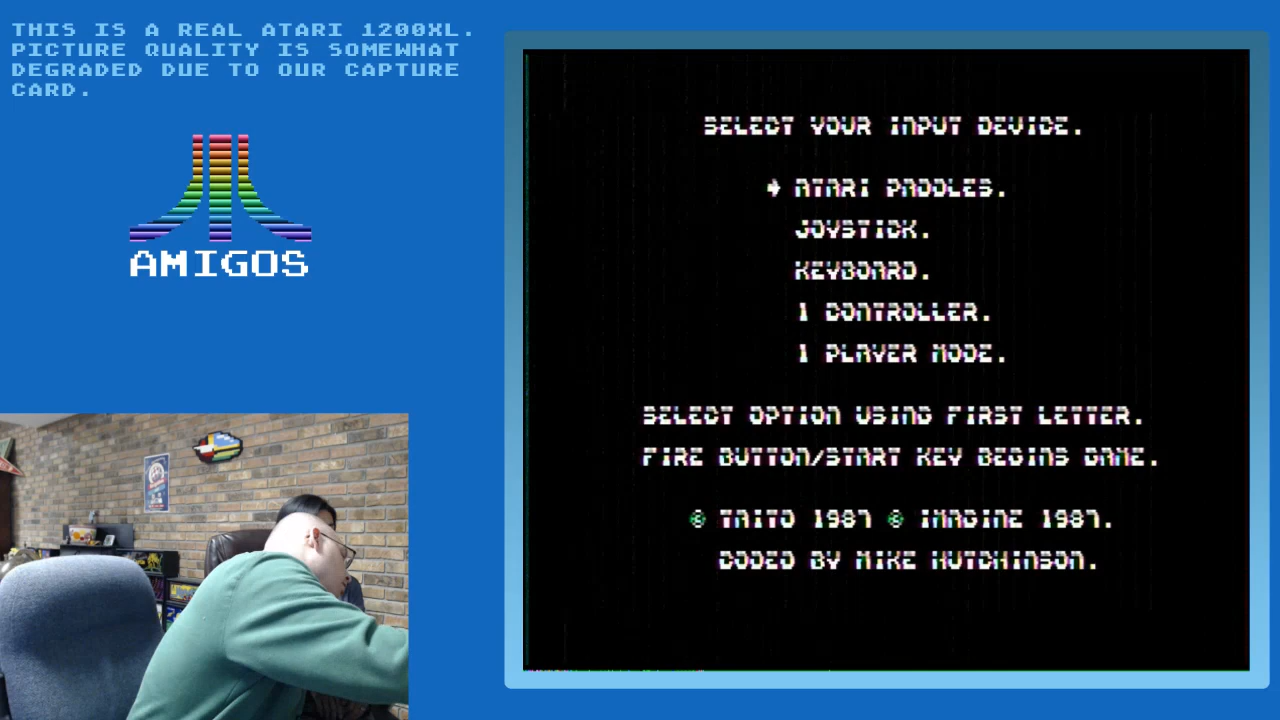 THIS IS A REAL ATARI 1200XL.
PICTURE QUALITY IS SOMEWHAT
DEGRADED DUE TO OUR CAPTURE
CARD.
AMIGOS
SELECT YOUR INPUT DEVICE.
ATARI PADDLES.
JOYSTICK.
KEYBOARD.
1 CONTROLLER.
1 PLAYER MODE.
SELECT OPTION USING FIRST LETTER.
FIRE BUTTON/START KEY BEGINS GAME.
© TAITO 1987 © IMAGINE 1987.
CODED BY MIKE HUTCHINSON.